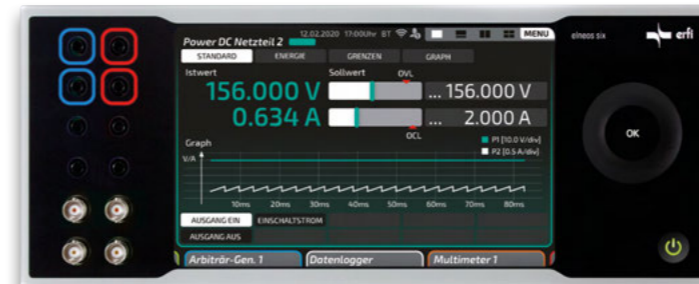 12.02.2020 17:00Uhr BT MENU
Power DC Netzteil 2
elneos six
erfi
STANDARD ENERGIE GRENZEN GRAPH
Istwert Sollwert OVL
156.000 V ... 156.000 V
0.634 A ... 2.000 A
OCL
Graph
P1 [10.0 V/div]
P2 [0.5 A/div]
V/A
10ms 20ms 30ms 40ms 50ms 60ms 70ms 80ms
OK
AUSGANG EIN EINSCHALTSTROM
AUSGANG AUS
Arbiträr-Gen. 1 Datenlogger Multimeter 1